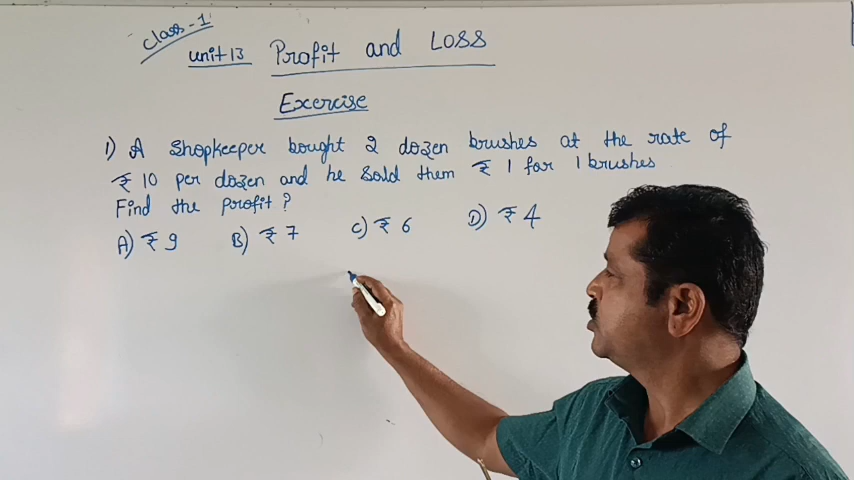 class-1
unit 13 Profit and LOSS
Exercise
1) A Shopkeeper bought 2 dozen brushes at the rate of
₹ 10 per dozen and he sold them ₹ 1 for 1 brushes
Find the profit?
A) ₹ 9 B) ₹ 7 C) ₹ 6 D) ₹ 4